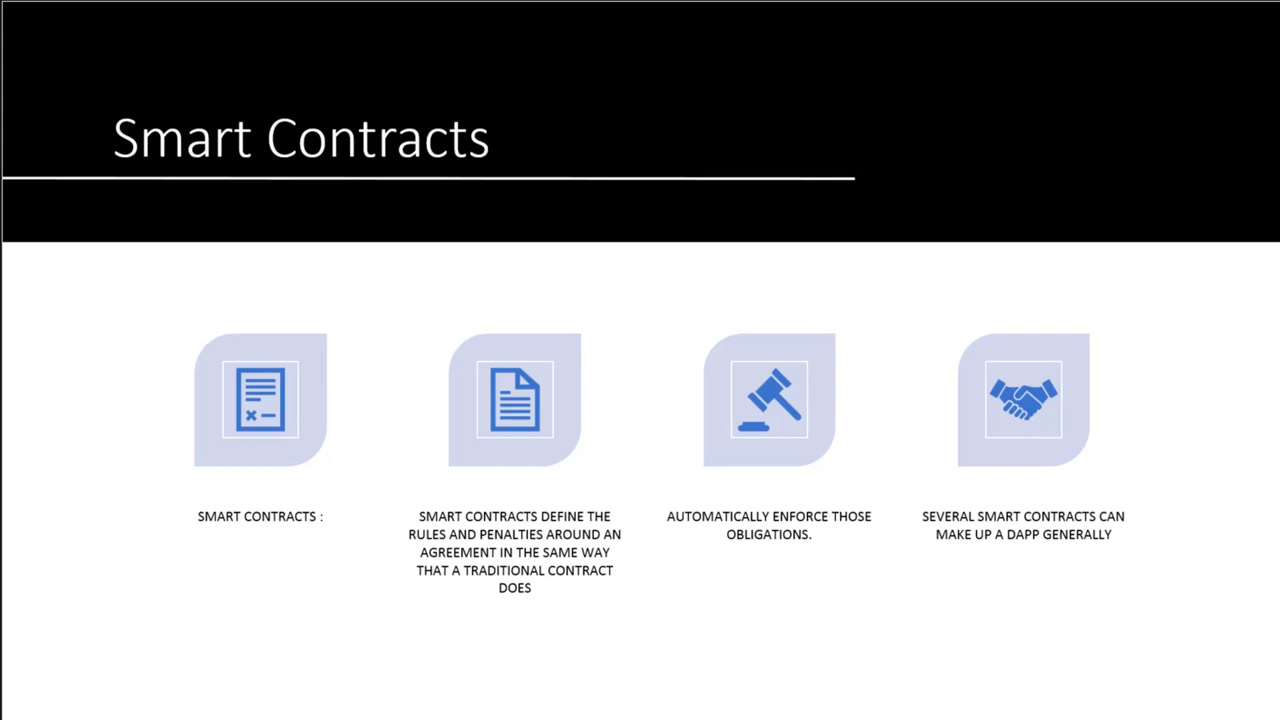 Smart Contracts
SMART CONTRACTS :
SMART CONTRACTS DEFINE THE
RULES AND PENALTIES AROUND AN
AGREEMENT IN THE SAME WAY
THAT A TRADITIONAL CONTRACT
DOES
AUTOMATICALLY ENFORCE THOSE
OBLIGATIONS.
SEVERAL SMART CONTRACTS CAN
MAKE UP A DAPP GENERALLY